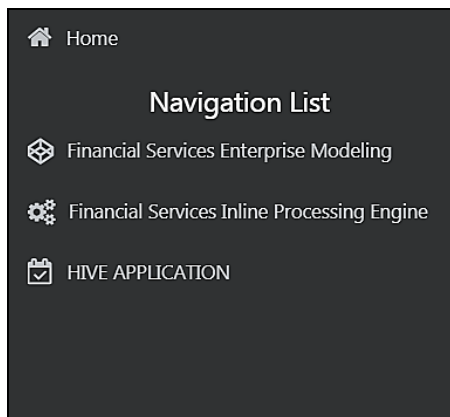 Home
Navigation List
Financial Services Enterprise Modeling
Financial Services Inline Processing Engine
HIVE APPLICATION